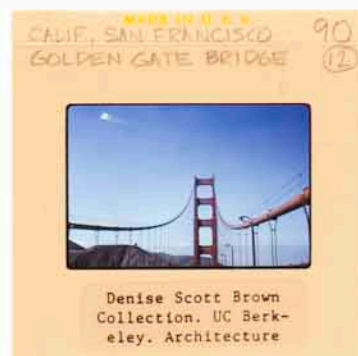 MADE IN U.S.A.
CALIF., SAN FRANCISCO 90
GOLDEN GATE BRIDGE 12
Denise Scott Brown
Collection. UC Berk-
eley. Architecture